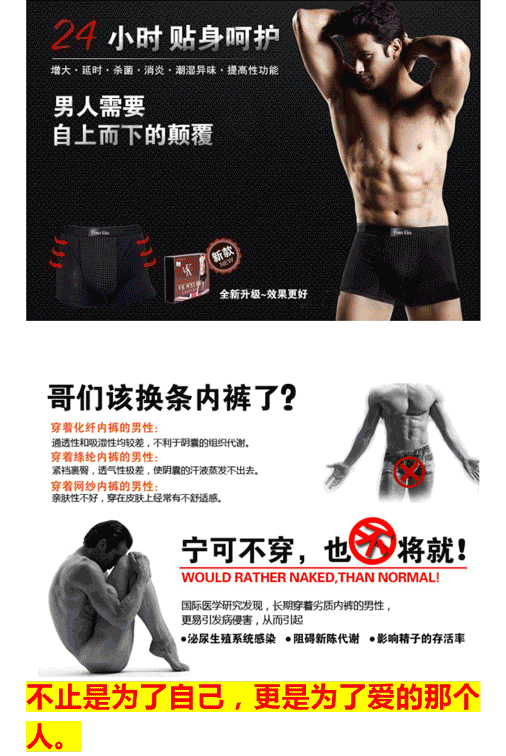 24 小时 贴身呵护
增大·延时·杀菌·消炎·潮湿异味·提高性功能
男人需要
自上而下的颠覆
新款
NEW
VK
全新升级~效果更好
哥们该换条内裤了?
穿着化纤内裤的男性:
通透性和吸湿性均较差,不利于阴囊的组织代谢。
穿着绦纶内裤的男性:
紧裆裹臀,透气性极差,使阴囊的汗液蒸发不出去。
穿着网纱内裤的男性:
亲肤性不好,穿在皮肤上经常有不舒适感。
宁可不穿,也不将就!
WOULD RATHER NAKED,THAN NORMAL!
国际医学研究发现,长期穿着劣质内裤的男性,
更易引发病侵害,从而引起
●泌尿生殖系统感染 ●阻碍新陈代谢 ●影响精子的存活率
不止是为了自己,更是为了爱的那个
人。